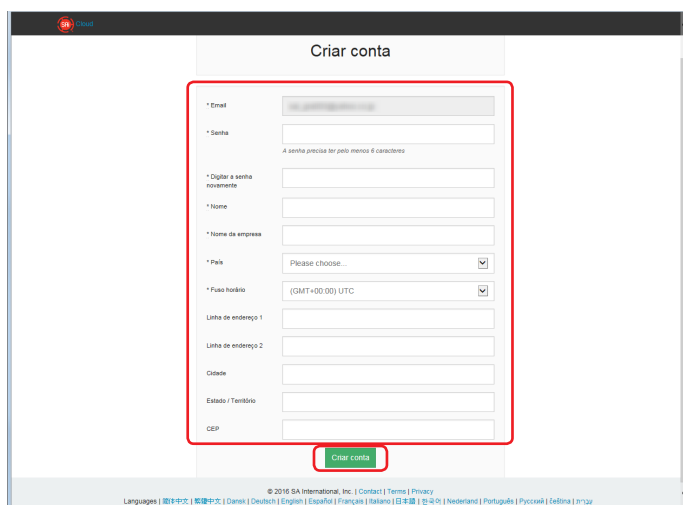 SAi Cloud
Criar conta
* Email
* Senha
A senha precisa ter pelo menos 6 caracteres
* Digitar a senha
novamente
* Nome
* Nome da empresa
* País
Please choose...
* Fuso horário
(GMT+00:00) UTC
Linha de endereço 1
Linha de endereço 2
Cidade
Estado / Território
CEP
Criar conta
© 2016 SA International, Inc. | Contact | Terms | Privacy
Languages | 简体中文 | 繁體中文 | Dansk | Deutsch | English | Español | Français | Italiano | 日本語 | 한국어 | Nederland | Português | Русский | čeština | עברית